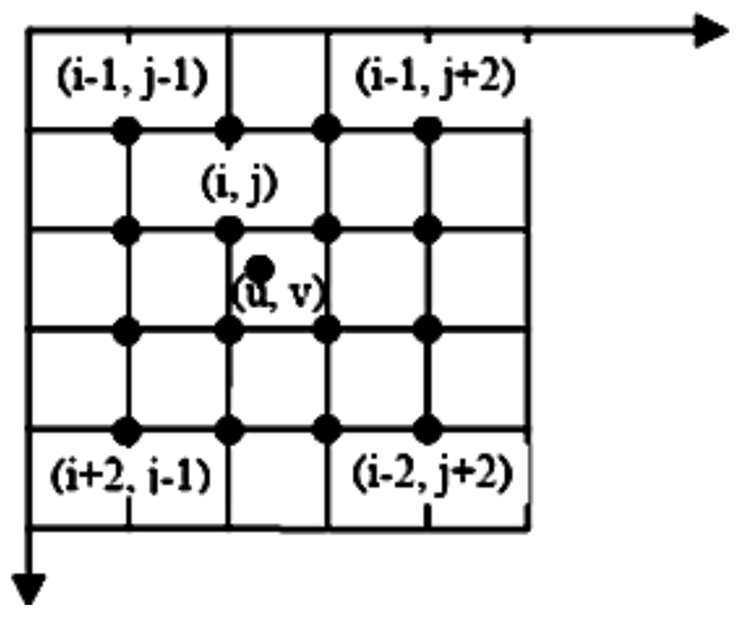 (i-1, j-1) (i-1, j+2)
(i, j)
(u, v)
(i+2, j-1) (i-2, j+2)